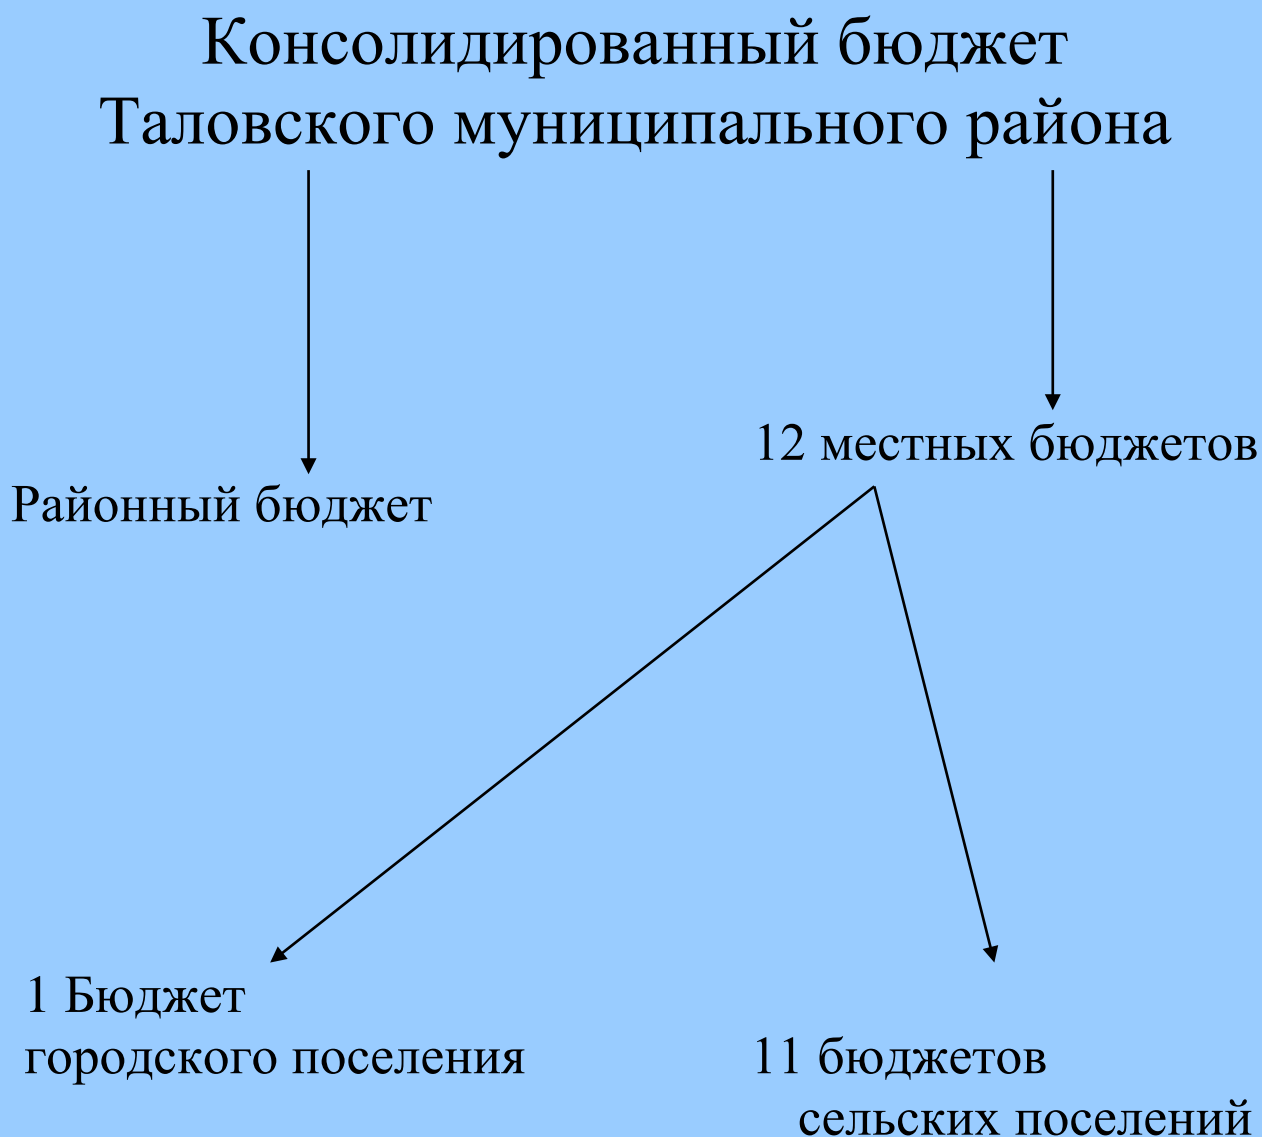 Консолидированный бюджет
Таловского муниципального района
12 местных бюджетов
Районный бюджет
1 Бюджет
городского поселения
11 бюджетов
сельских поселений